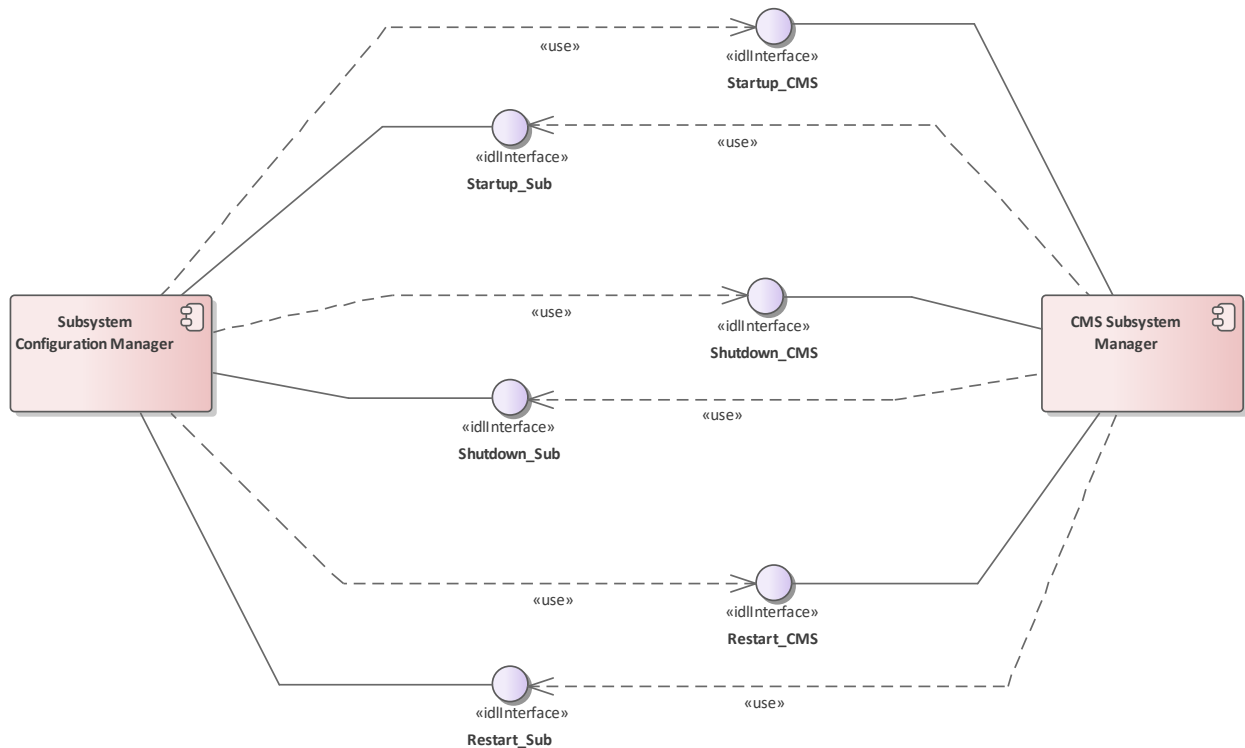 «use»
«idlInterface»
Startup_CMS
«use»
«idlInterface»
Startup_Sub
Subsystem
Configuration Manager
«use»
«idlInterface»
Shutdown_CMS
CMS Subsystem
Manager
«use»
«idlInterface»
Shutdown_Sub
«use»
«idlInterface»
Restart_CMS
«use»
«idlInterface»
Restart_Sub